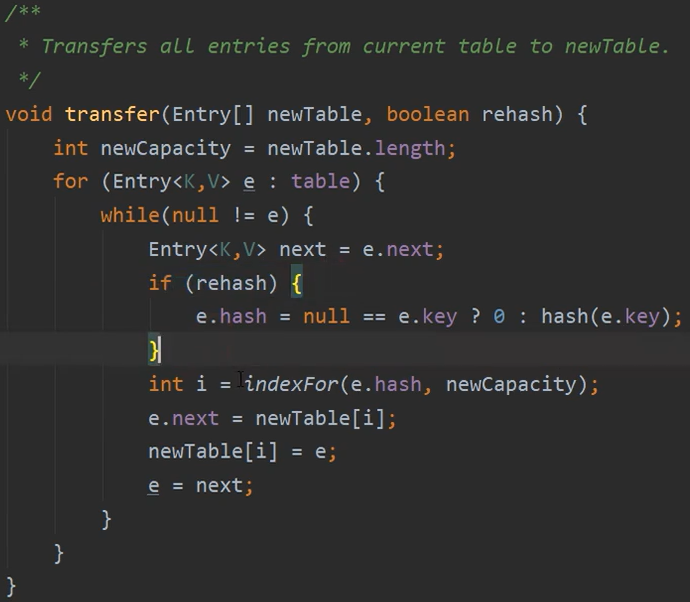 /**
 * Transfers all entries from current table to newTable.
 */
void transfer(Entry[] newTable, boolean rehash) {
    int newCapacity = newTable.length;
    for (Entry<K,V> e : table) {
        while(null != e) {
            Entry<K,V> next = e.next;
            if (rehash) {
                e.hash = null == e.key ? 0 : hash(e.key);
            }
            int i = indexFor(e.hash, newCapacity);
            e.next = newTable[i];
            newTable[i] = e;
            e = next;
        }
    }
}